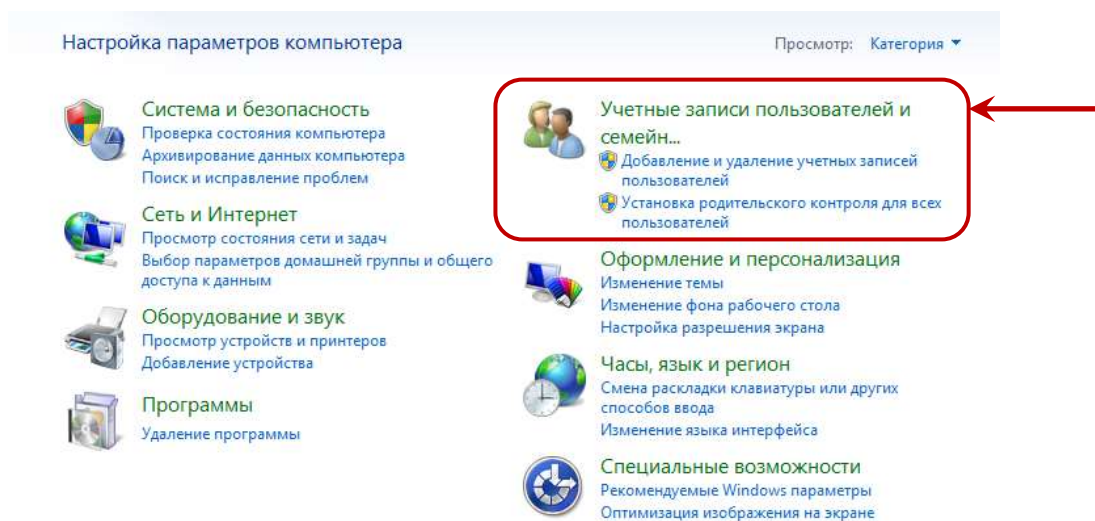 Настройка параметров компьютера
Просмотр: Категория
Система и безопасность
Проверка состояния компьютера
Архивирование данных компьютера
Поиск и исправление проблем
Сеть и Интернет
Просмотр состояния сети и задач
Выбор параметров домашней группы и общего
доступа к данным
Оборудование и звук
Просмотр устройств и принтеров
Добавление устройства
Программы
Удаление программы
Учетные записи пользователей и
семейн...
Добавление и удаление учетных записей
пользователей
Установка родительского контроля для всех
пользователей
Оформление и персонализация
Изменение темы
Изменение фона рабочего стола
Настройка разрешения экрана
Часы, язык и регион
Смена раскладки клавиатуры или других
способов ввода
Изменение языка интерфейса
Специальные возможности
Рекомендуемые Windows параметры
Оптимизация изображения на экране